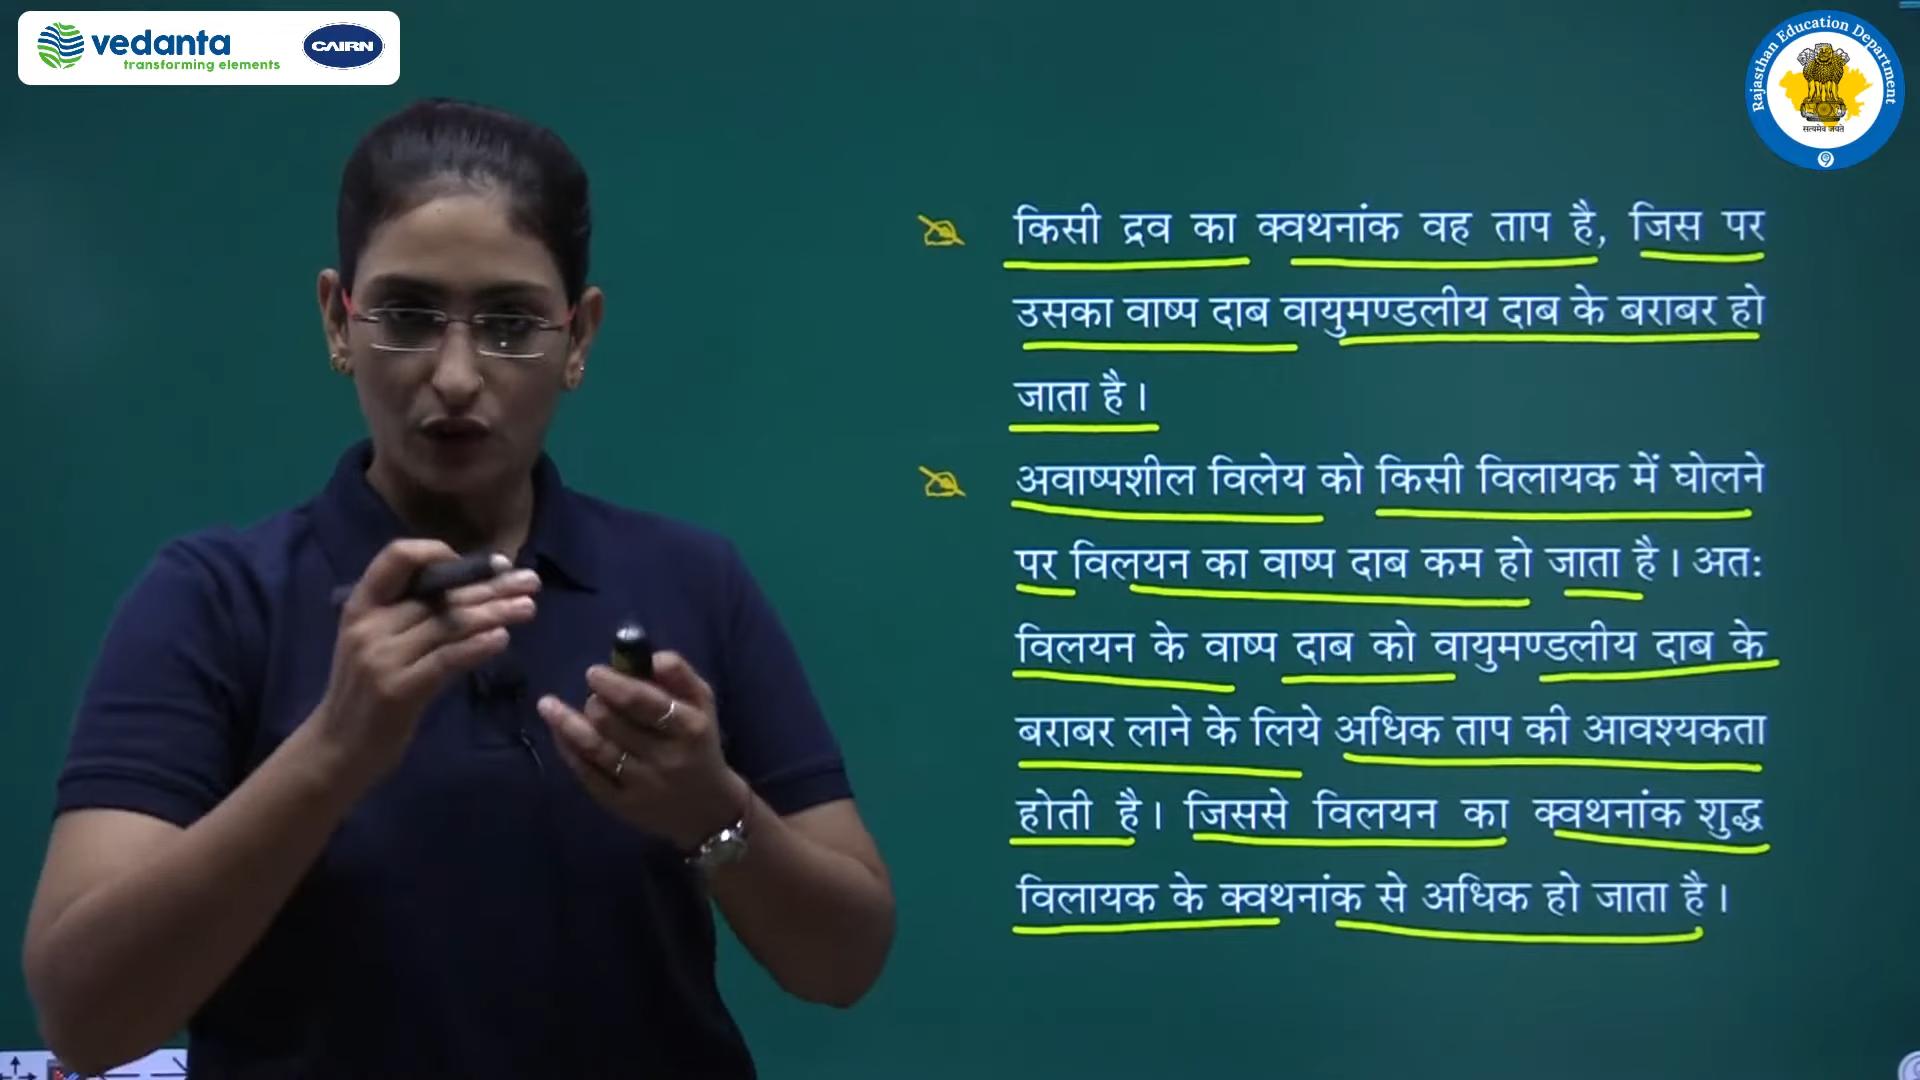 vedanta
transforming elements
CAIRN
Rajasthan Education Department
सत्यमेव जयते
किसी द्रव का क्वथनांक वह ताप है, जिस पर
उसका वाष्प दाब वायुमण्डलीय दाब के बराबर हो
जाता है।
अवाष्पशील विलेय को किसी विलायक में घोलने
पर विलयन का वाष्प दाब कम हो जाता है। अतः
विलयन के वाष्प दाब को वायुमण्डलीय दाब के
बराबर लाने के लिये अधिक ताप की आवश्यकता
होती है। जिससे विलयन का क्वथनांक शुद्ध
विलायक के क्वथनांक से अधिक हो जाता है।